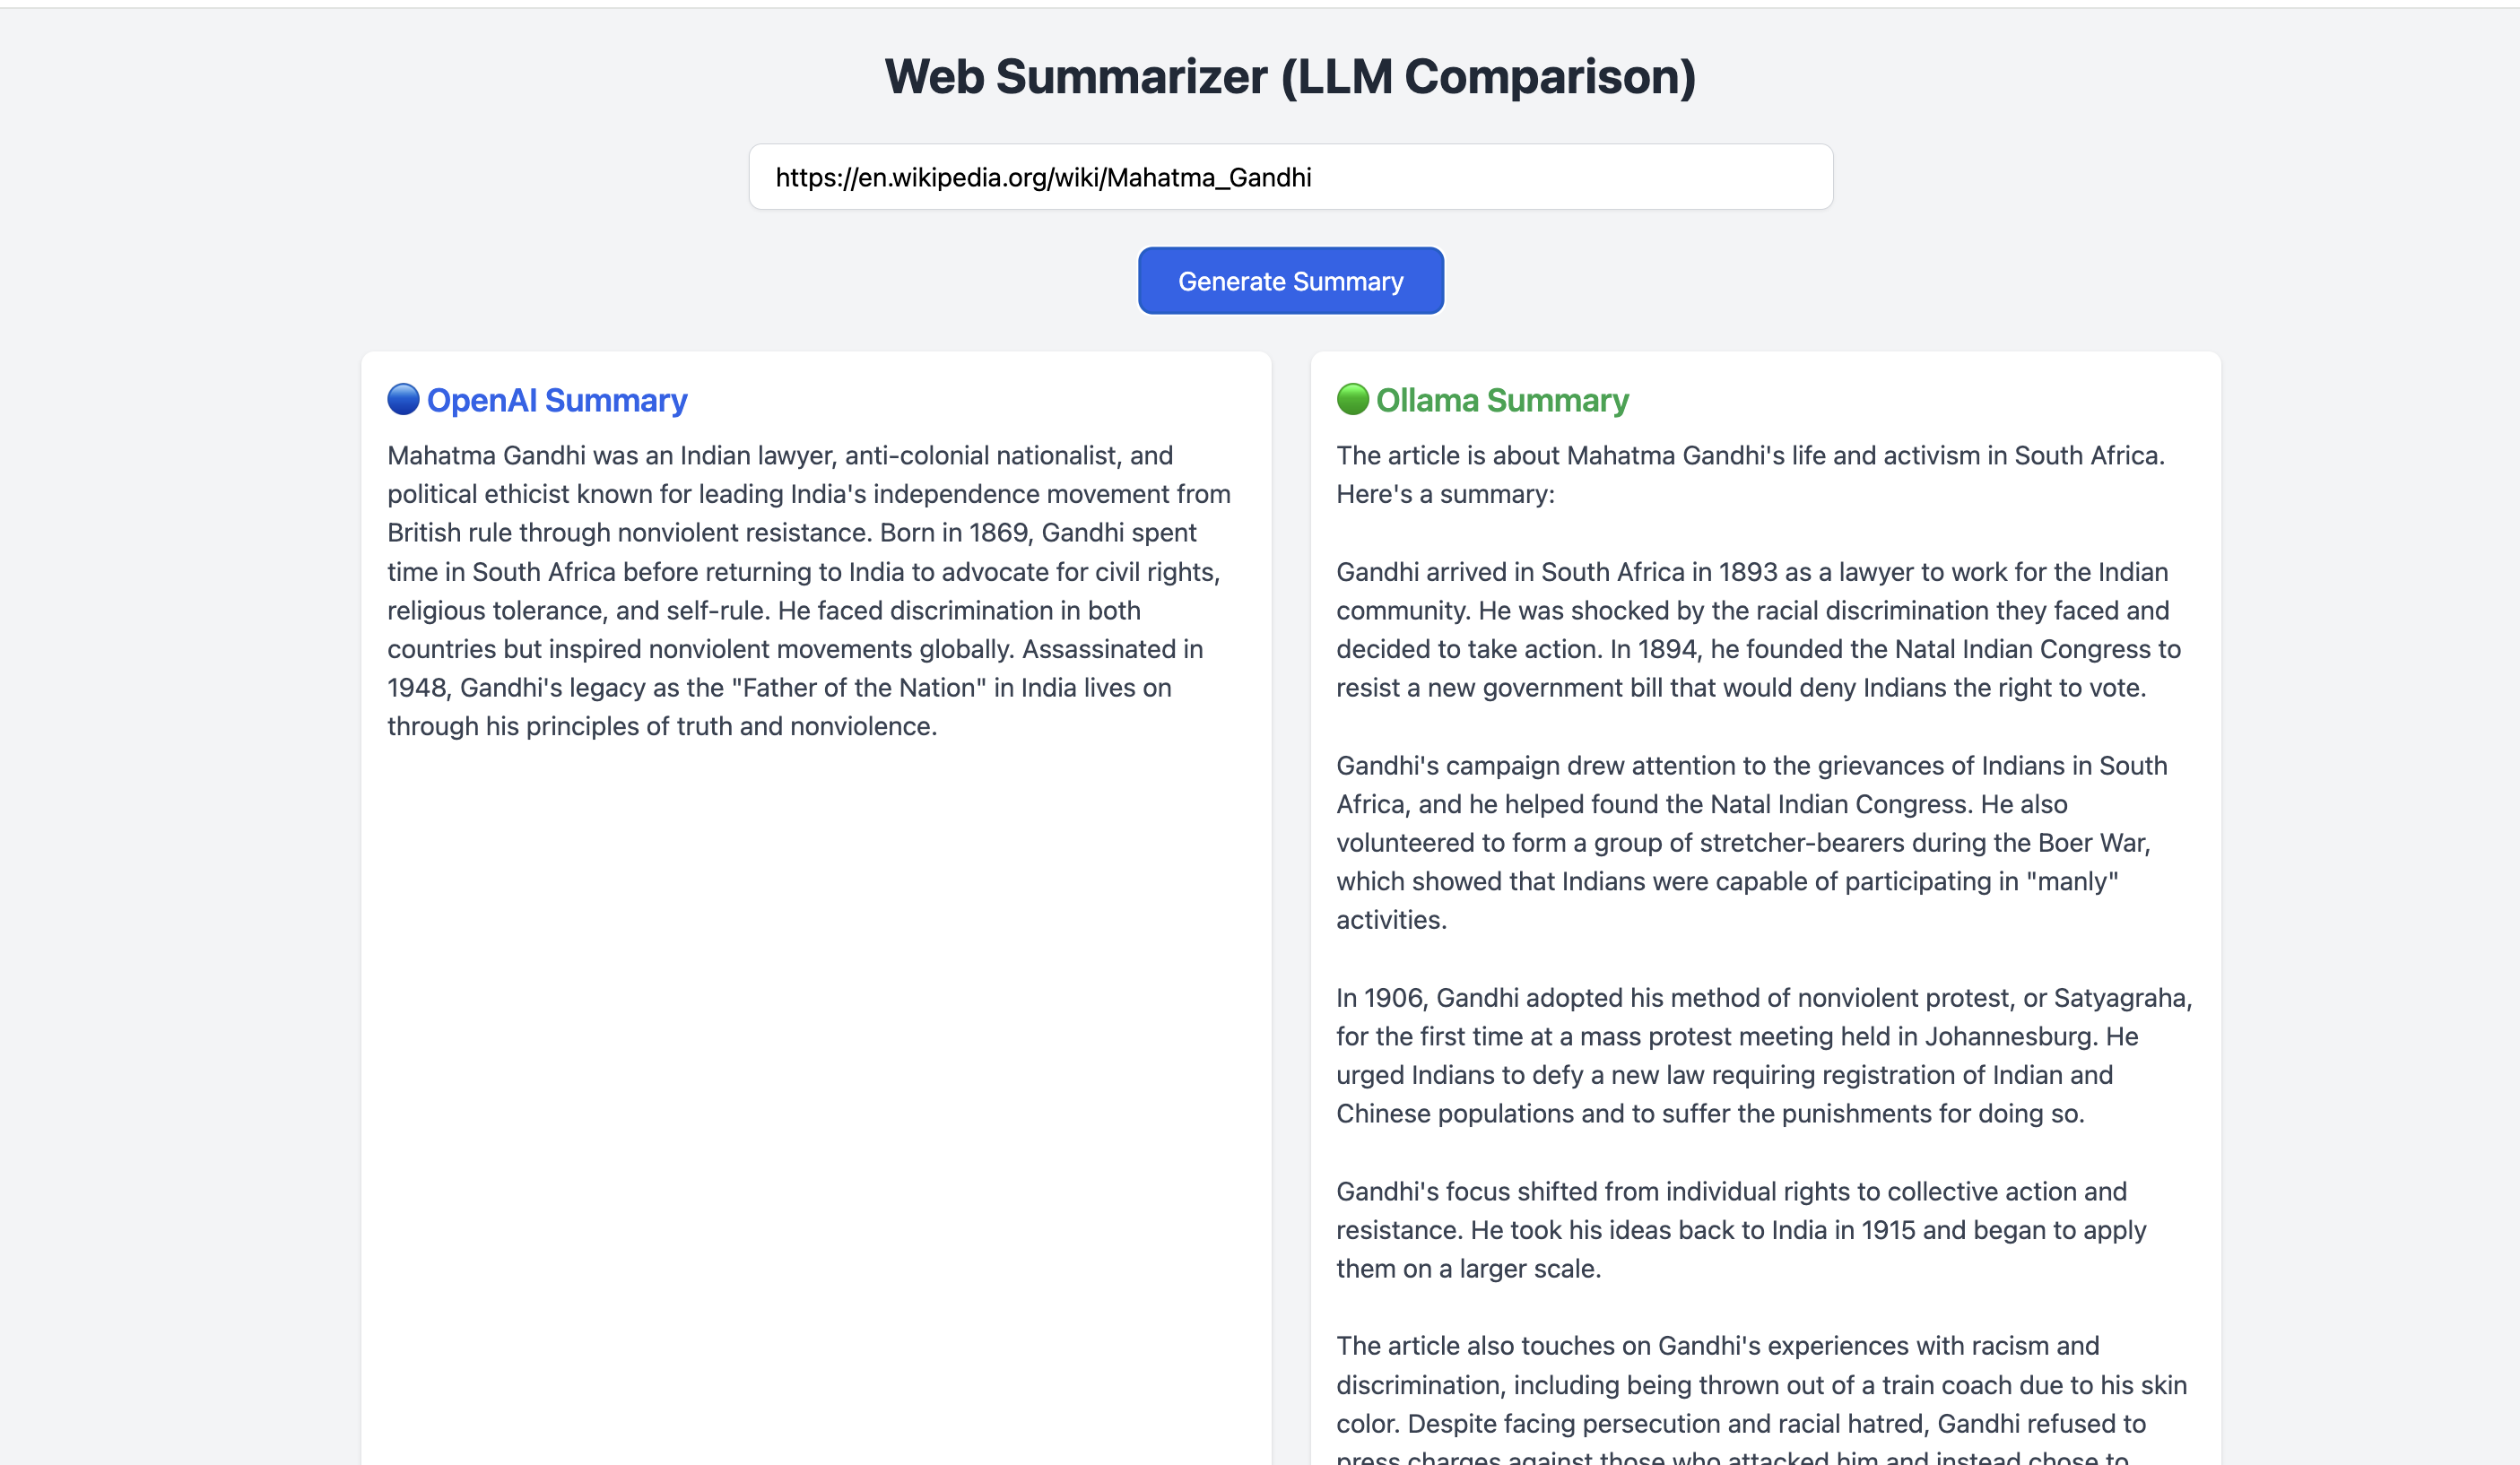 Web Summarizer (LLM Comparison)
https://en.wikipedia.org/wiki/Mahatma_Gandhi
Generate Summary
OpenAI Summary
Mahatma Gandhi was an Indian lawyer, anti-colonial nationalist, and
political ethicist known for leading India's independence movement from
British rule through nonviolent resistance. Born in 1869, Gandhi spent
time in South Africa before returning to India to advocate for civil rights,
religious tolerance, and self-rule. He faced discrimination in both
countries but inspired nonviolent movements globally. Assassinated in
1948, Gandhi's legacy as the "Father of the Nation" in India lives on
through his principles of truth and nonviolence.
Ollama Summary
The article is about Mahatma Gandhi's life and activism in South Africa.
Here's a summary:
Gandhi arrived in South Africa in 1893 as a lawyer to work for the Indian
community. He was shocked by the racial discrimination they faced and
decided to take action. In 1894, he founded the Natal Indian Congress to
resist a new government bill that would deny Indians the right to vote.
Gandhi's campaign drew attention to the grievances of Indians in South
Africa, and he helped found the Natal Indian Congress. He also
volunteered to form a group of stretcher-bearers during the Boer War,
which showed that Indians were capable of participating in "manly"
activities.
In 1906, Gandhi adopted his method of nonviolent protest, or Satyagraha,
for the first time at a mass protest meeting held in Johannesburg. He
urged Indians to defy a new law requiring registration of Indian and
Chinese populations and to suffer the punishments for doing so.
Gandhi's focus shifted from individual rights to collective action and
resistance. He took his ideas back to India in 1915 and began to apply
them on a larger scale.
The article also touches on Gandhi's experiences with racism and
discrimination, including being thrown out of a train coach due to his skin
color. Despite facing persecution and racial hatred, Gandhi refused to
press charges against those who attacked him and instead chose to